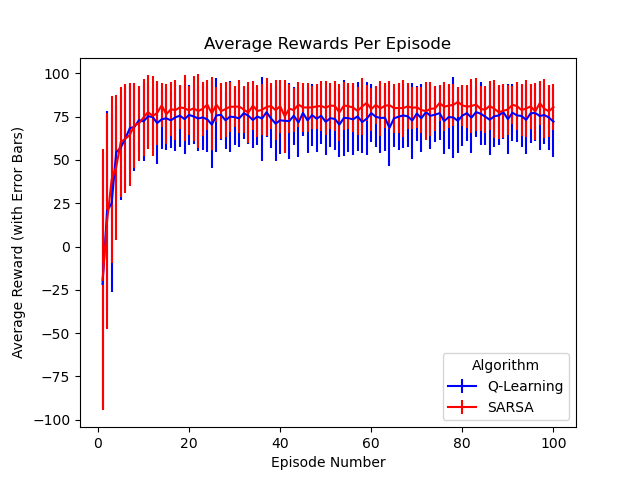 Average Rewards Per Episode
Average Reward (with Error Bars)
100
75
50
25
0
−25
−50
−75
−100
0
20
40
60
80
100
Episode Number
Algorithm
Q-Learning
SARSA